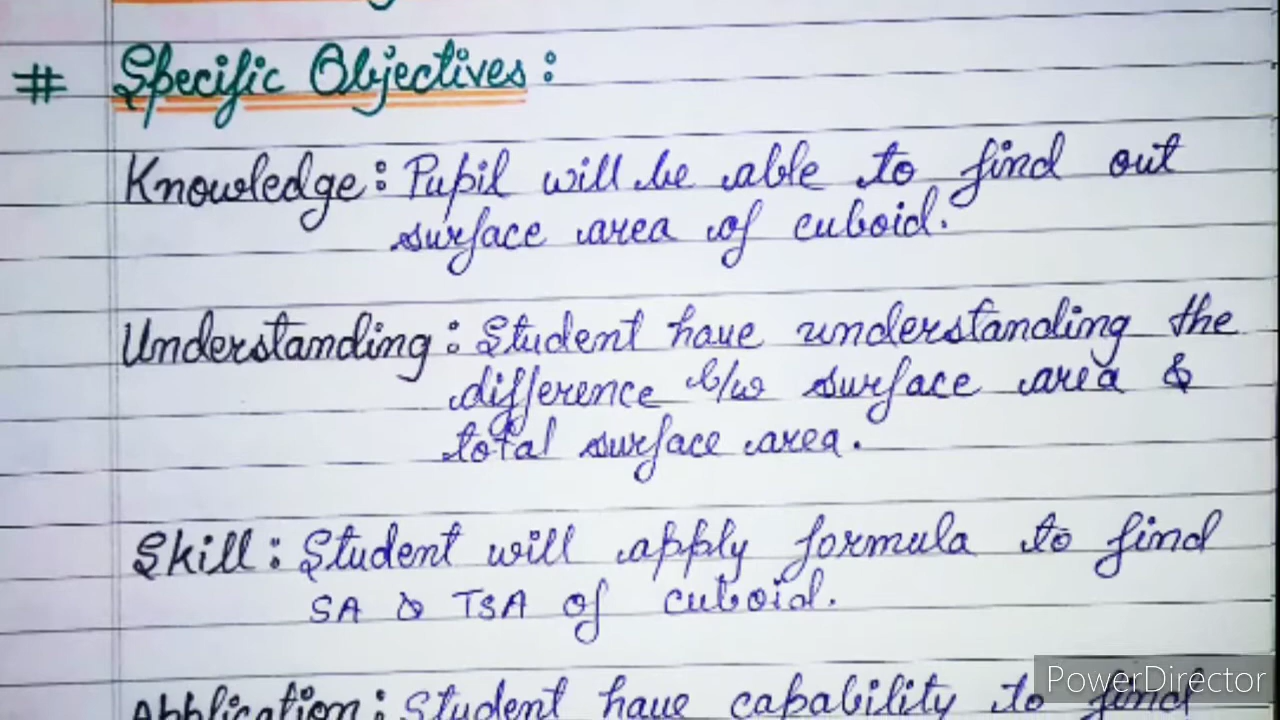 # Specific Objectives :
Knowledge : Pupil will be able to find out
surface area of cuboid.
Understanding : Student have understanding the
difference b/w surface area &
total surface area.
Skill : Student will apply formula to find
SA & TSA of cuboid.
Application : Student have capability to find
PowerDirector